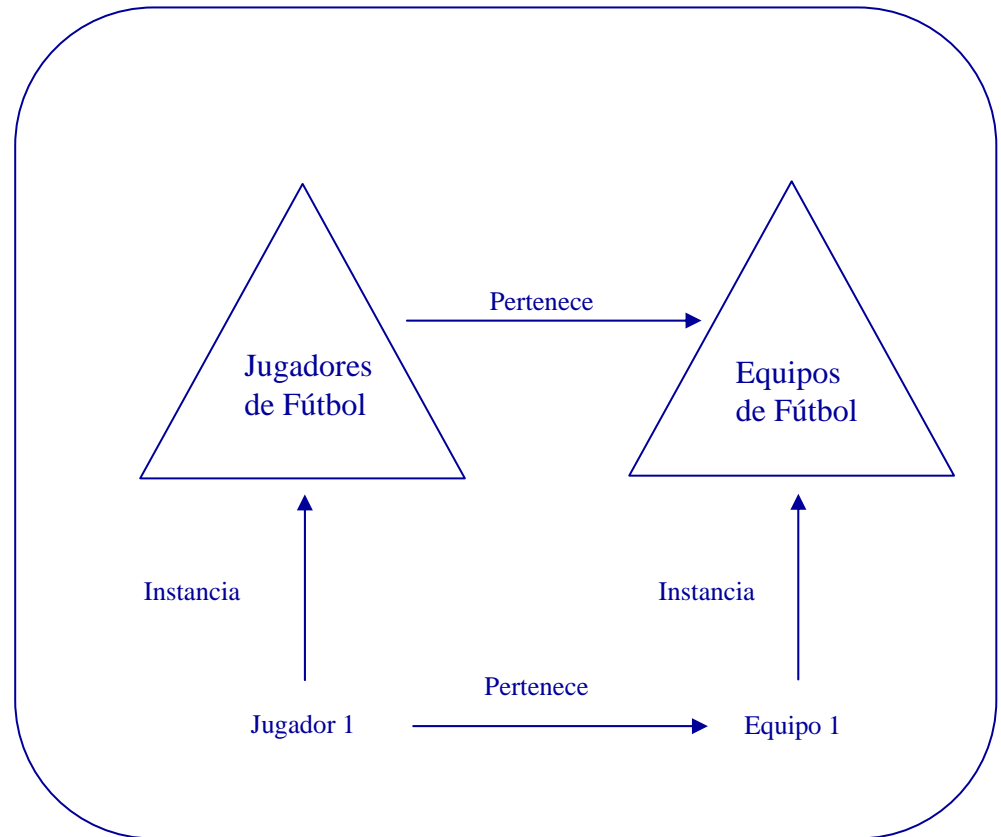 Pertenece
Jugadores
de Fútbol
Equipos
de Fútbol
Instancia
Instancia
Pertenece
Jugador 1
Equipo 1